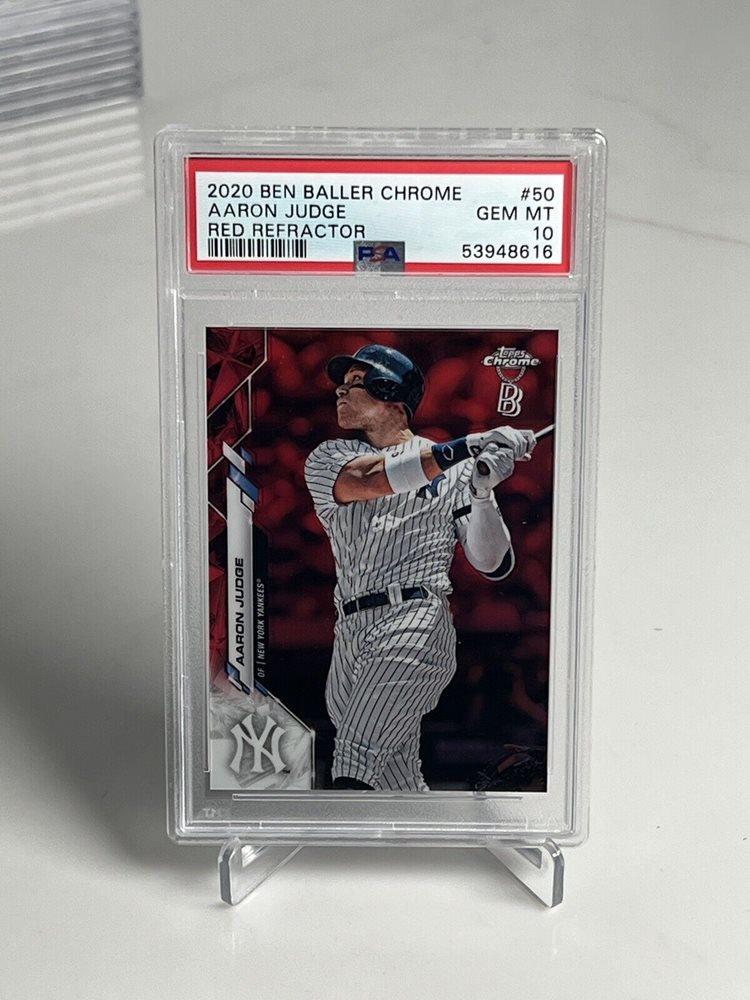 2020 BEN BALLER CHROME #50
AARON JUDGE GEM MT
RED REFRACTOR 10
PSA 53948616
Topps
Chrome
B
AARON JUDGE
OF | NEW YORK YANKEES®
NY